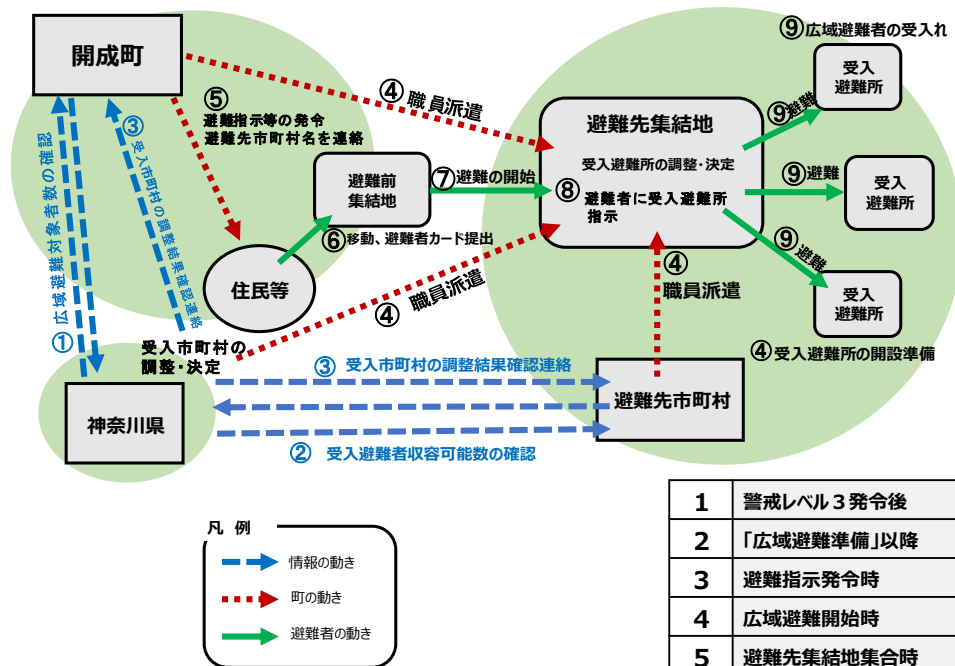 開成町
⑨広域避難者の受入れ
受入
避難所
④ 職員派遣
⑨避難
⑤
避難指示等の発令
避難先市町村名を連絡
避難先集結地
受入避難所の調整・決定
⑧ 避難者に受入避難所
指示
③ 受入市町村の調整結果確認連絡
① 広域避難対象者数の確認
避難前
集結地
⑦避難の開始
⑨避難
受入
避難所
⑥移動、避難者カード提出
住民等
④ 職員派遣
④
職員派遣
⑨避難
受入
避難所
受入市町村の
調整・決定
④受入避難所の開設準備
③ 受入市町村の調整結果確認連絡
神奈川県
避難先市町村
② 受入避難者収容可能数の確認
凡 例
情報の動き
町の動き
避難者の動き
1 警戒レベル3発令後
2 「広域避難準備」以降
3 避難指示発令時
4 広域避難開始時
5 避難先集結地集合時